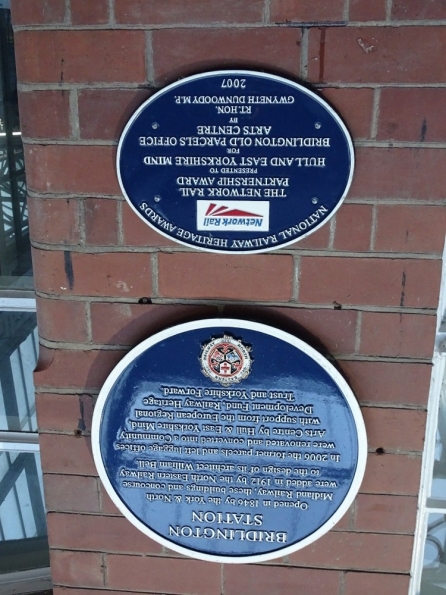 BRIDLINGTON
STATION
Opened in 1846 by the York & North
Midland Railway, these buildings and concourse
were added in 1912 by the North Eastern Railway
to the design of its architect William Bell.
In 2006 the former parcels and left-luggage offices
were renovated and converted into a Community
Arts Centre by Hull & East Yorkshire Mind
with support from the European Regional
Development Fund, Railway Heritage
Trust and Yorkshire Forward.
NATIONAL RAILWAY HERITAGE AWARDS
NetworkRail
THE NETWORK RAIL
PARTNERSHIP AWARD
PRESENTED TO
HULL AND EAST YORKSHIRE MIND
FOR
BRIDLINGTON OLD PARCELS OFFICE
ARTS CENTRE
BY
RT. HON.
GWYNETH DUNWOODY M.P.
2007